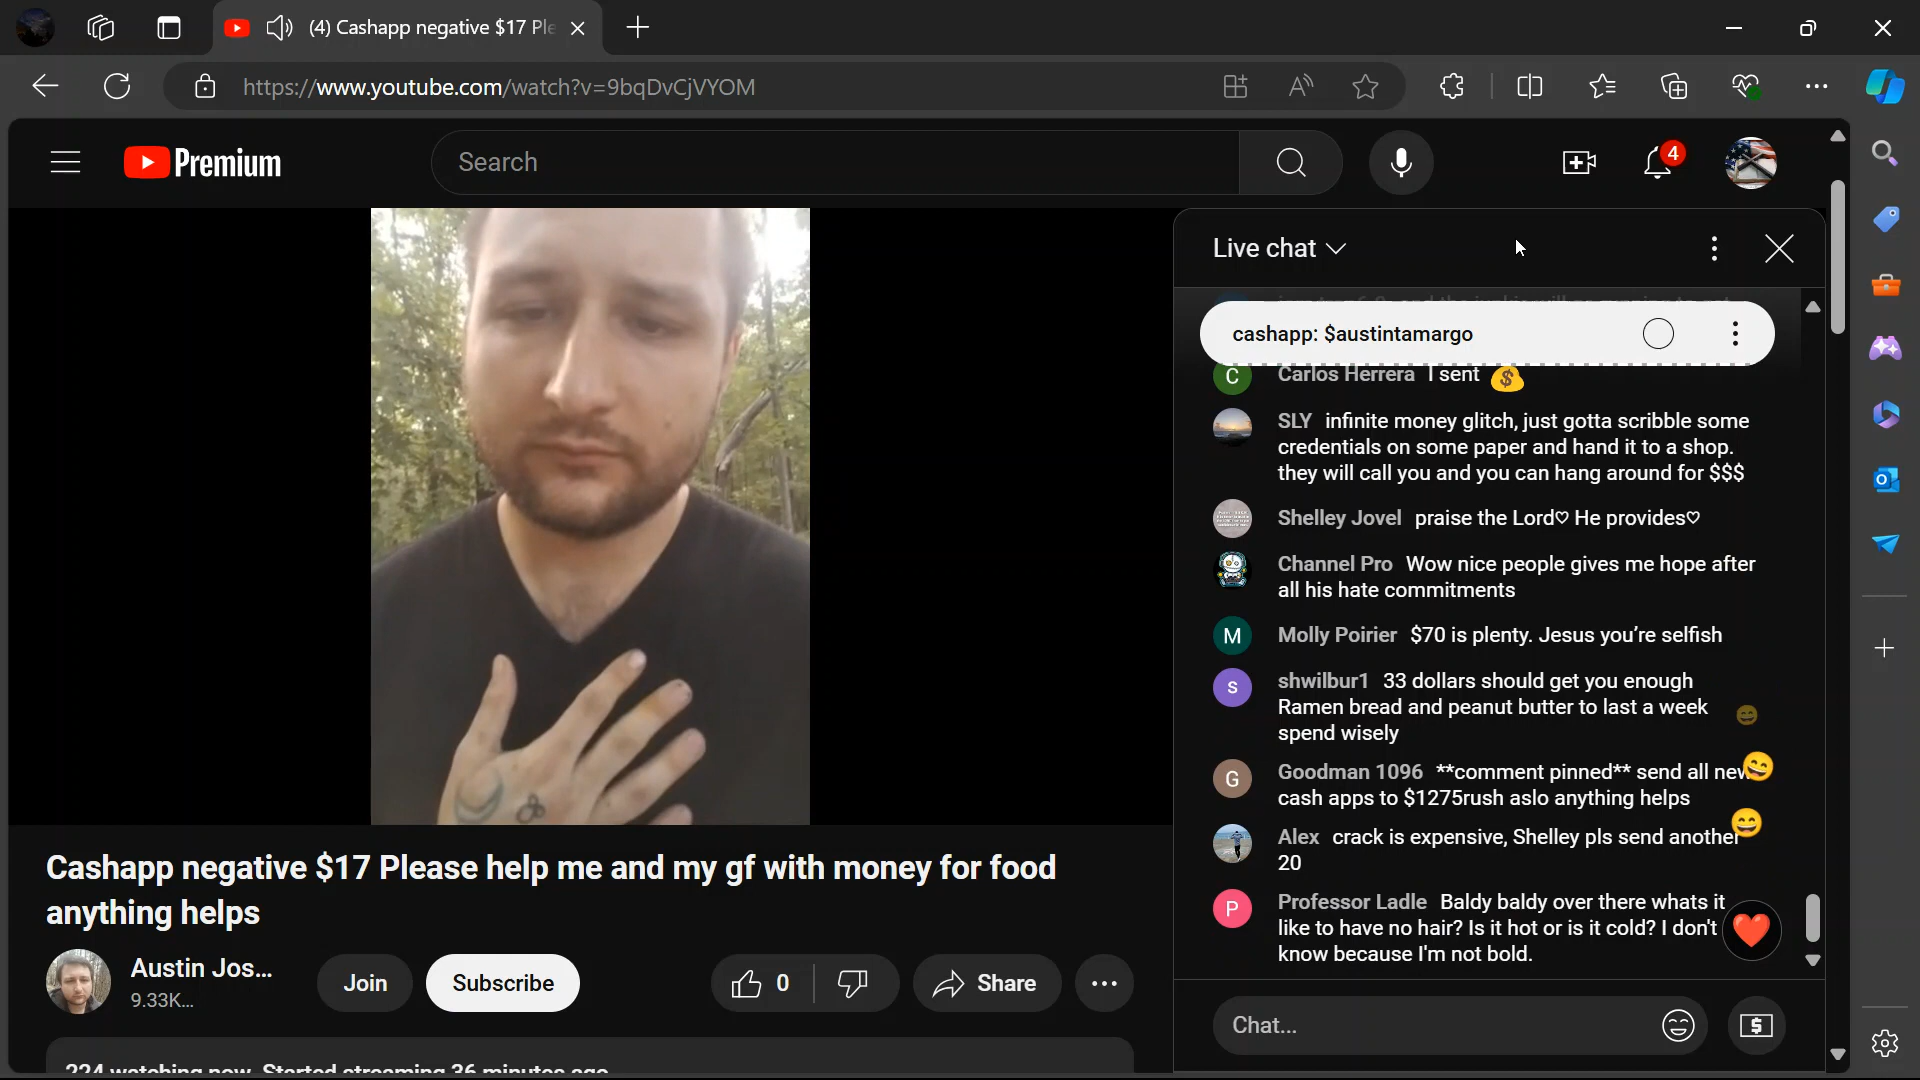 (4) Cashapp negative $17 Ple
https://www.youtube.com/watch?v=9bqDvCjVYOM
Premium
Search
4
Live chat
cashapp: $austintamargo
C Carlos Herrera I sent
SLY infinite money glitch, just gotta scribble some
credentials on some paper and hand it to a shop.
they will call you and you can hang around for $$$
Shelley Jovel praise the Lord♡ He provides♡
Channel Pro Wow nice people gives me hope after
all his hate commitments
M Molly Poirier $70 is plenty. Jesus you’re selfish
s shwilbur1 33 dollars should get you enough
Ramen bread and peanut butter to last a week
spend wisely
G Goodman 1096 **comment pinned** send all new
cash apps to $1275rush aslo anything helps
Alex crack is expensive, Shelley pls send another
20
P Professor Ladle Baldy baldy over there whats it
like to have no hair? Is it hot or is it cold? I don't
know because I'm not bold.
Chat...
Cashapp negative $17 Please help me and my gf with money for food
anything helps
Austin Jos...
9.33K...
Join
Subscribe
0
Share
224 watching now Started streaming 36 minutes ago